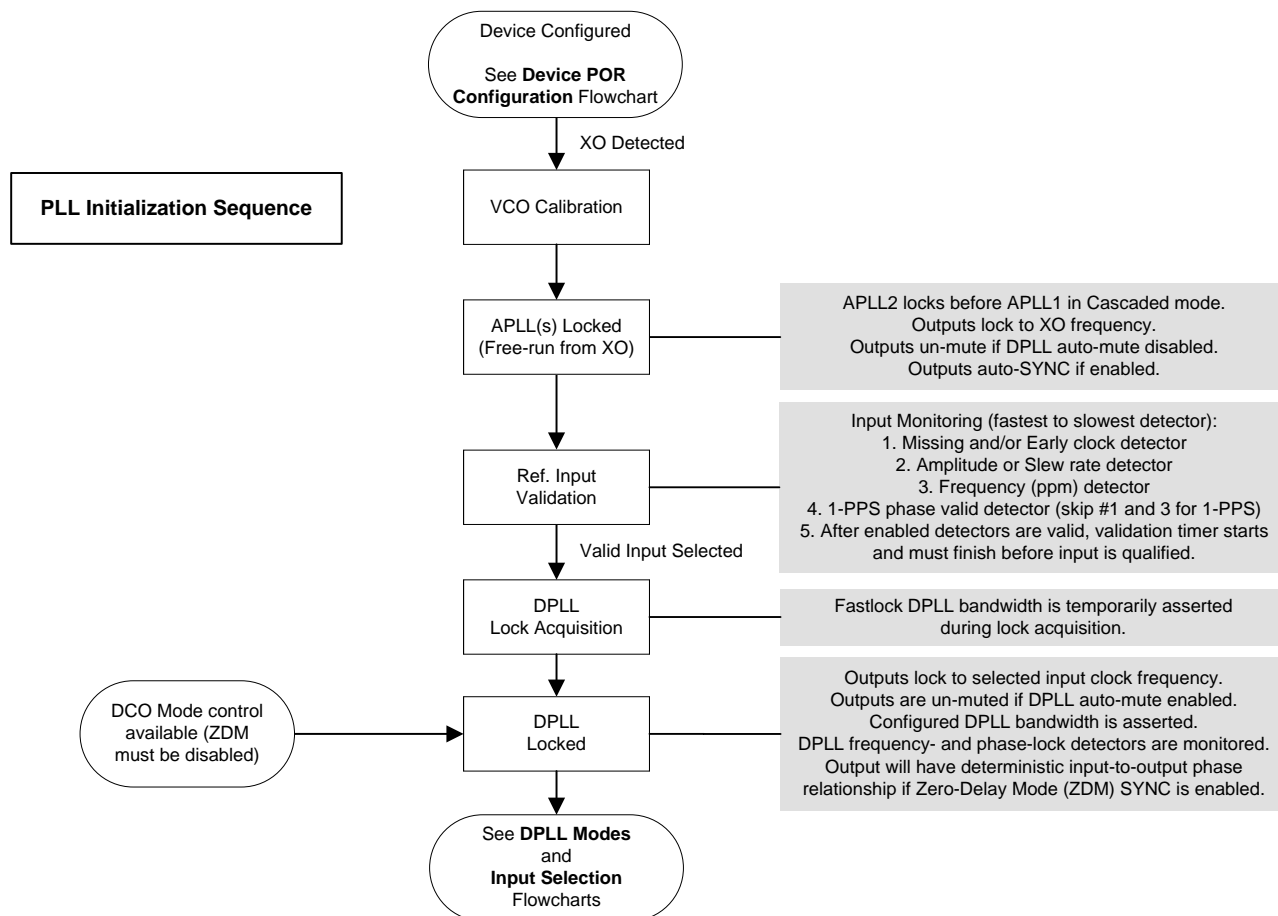 Device Configured
See Device POR
Configuration Flowchart
XO Detected
PLL Initialization Sequence
VCO Calibration
APLL(s) Locked
(Free-run from XO)
APLL2 locks before APLL1 in Cascaded mode.
Outputs lock to XO frequency.
Outputs un-mute if DPLL auto-mute disabled.
Outputs auto-SYNC if enabled.
Ref. Input
Validation
Input Monitoring (fastest to slowest detector):
1. Missing and/or Early clock detector
2. Amplitude or Slew rate detector
3. Frequency (ppm) detector
4. 1-PPS phase valid detector (skip #1 and 3 for 1-PPS)
5. After enabled detectors are valid, validation timer starts
and must finish before input is qualified.
Valid Input Selected
DPLL
Lock Acquisition
Fastlock DPLL bandwidth is temporarily asserted
during lock acquisition.
DCO Mode control
available (ZDM
must be disabled)
DPLL
Locked
Outputs lock to selected input clock frequency.
Outputs are un-muted if DPLL auto-mute enabled.
Configured DPLL bandwidth is asserted.
DPLL frequency- and phase-lock detectors are monitored.
Output will have deterministic input-to-output phase
relationship if Zero-Delay Mode (ZDM) SYNC is enabled.
See DPLL Modes
and
Input Selection
Flowcharts